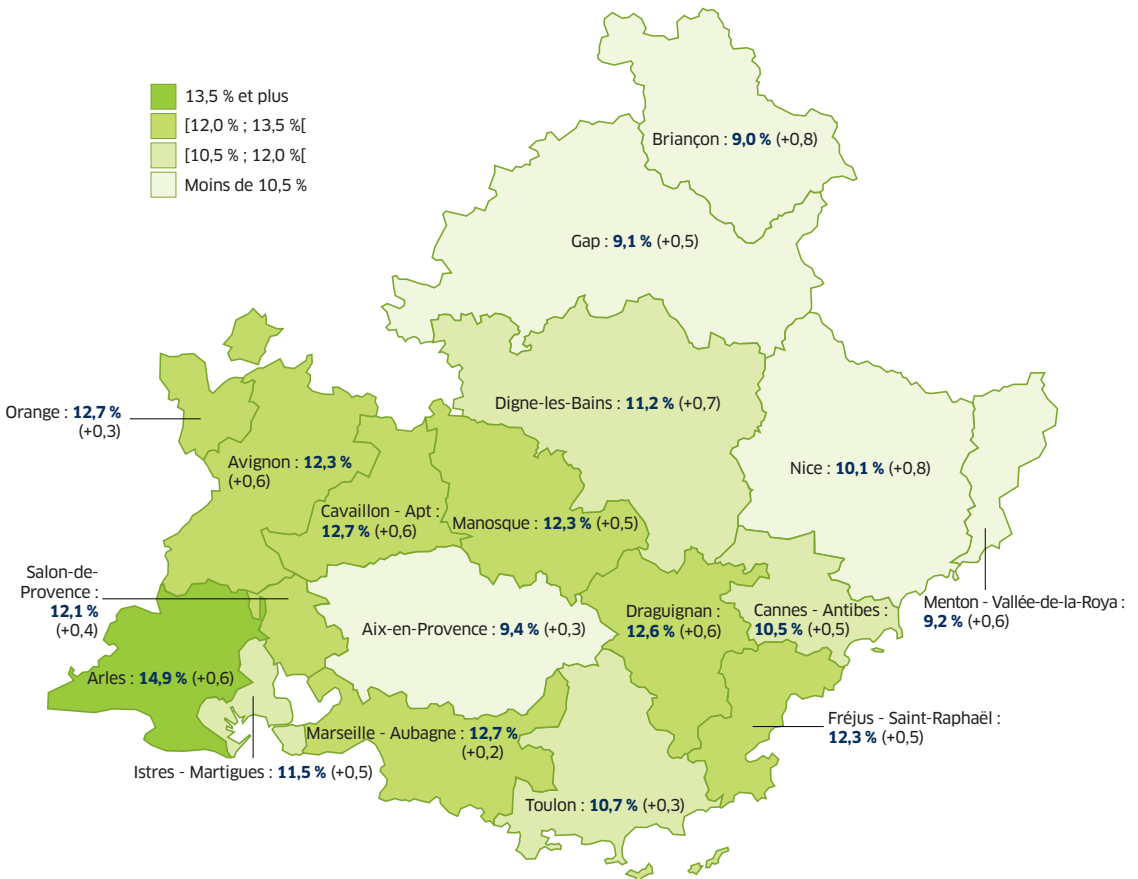 13,5 % et plus
[12,0 % ; 13,5 %[
[10,5 % ; 12,0 %[
Moins de 10,5 %
Briançon : 9,0 % (+0,8)
Gap : 9,1 % (+0,5)
Digne-les-Bains : 11,2 % (+0,7)
Orange : 12,7 %
(+0,3)
Avignon : 12,3 %
(+0,6)
Nice : 10,1 % (+0,8)
Cavaillon - Apt :
12,7 % (+0,6)
Manosque : 12,3 % (+0,5)
Salon-de-
Provence :
12,1 %
(+0,4)
Aix-en-Provence : 9,4 % (+0,3)
Draguignan :
12,6 % (+0,6)
Cannes - Antibes :
10,5 % (+0,5)
Menton - Vallée-de-la-Roya :
9,2 % (+0,6)
Arles : 14,9 % (+0,6)
Fréjus - Saint-Raphaël :
12,3 % (+0,5)
Marseille - Aubagne : 12,7 %
(+0,2)
Istres - Martigues : 11,5 % (+0,5)
Toulon : 10,7 % (+0,3)